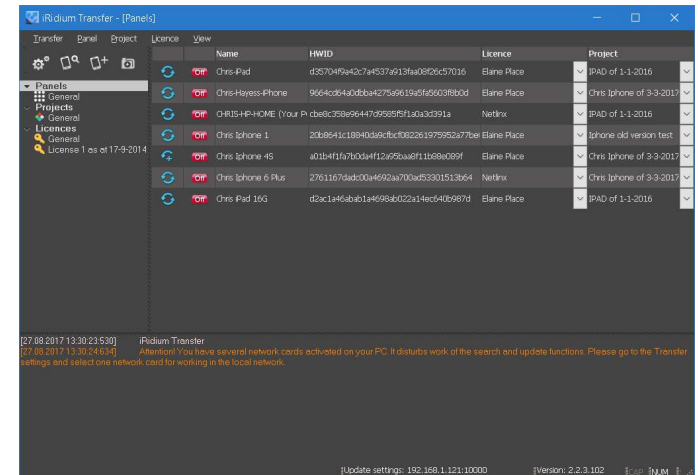 iRidium Transfer - [Panels]
Transfer Panel Project Licence View
Name HWID Licence Project
Chris-iPad d35704f9a42c7a4537a913faa08f26c57016 Elaine Place IPAD of 1-1-2016
Chris-Hayess-iPhone 9664cd64a0dba4275a9619a5fa5603f8b0d Elaine Place Chris Iphone of 3-3-2017
CHRIS-HP-HOME (Your P cbe8c358e96447d9585f5f1a0a3d391a Netlinx IPAD of 1-1-2016
Chris Iphone 1 20b8641c18840da9cfbcf082261975952a77be Elaine Place Iphone old version test
Chris Iphone 4S a01b4f1fa7b0da4f12a95baa8f11b88e089f Elaine Place Chris Iphone of 3-3-2017
Chris Iphone 6 Plus 2761167dadc00a4692aa700ad53301513b64 Netlinx Chris Iphone of 3-3-2017
Chris iPad 16G d2ac1a46abab1a4698ab022a14ec640b987d Elaine Place IPAD of 1-1-2016
Off
Off
Off
Off
Off
Off
Off
Panels
General
Projects
General
Licences
General
License 1 as at 17-9-2014
[27.08.2017 13:30:23:530] iRidium Transfer
[27.08.2017 13:30:24:634] Attention! You have several network cards activated on your PC. It disturbs work of the search and update functions. Please go to the Transfer
settings and select one network card for working in the local network.
Update settings: 192.168.1.121:10000 Version: 2.2.3.102 CAP NUM